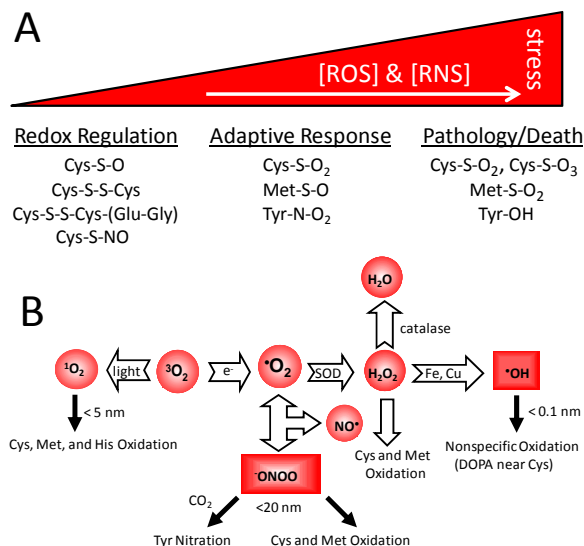 A
stress
[ROS] & [RNS]
Redox Regulation
Cys-S-O
Cys-S-S-Cys
Cys-S-S-Cys-(Glu-Gly)
Cys-S-NO
Adaptive Response
Cys-S-O₂
Met-S-O
Tyr-N-O₂
Pathology/Death
Cys-S-O₂, Cys-S-O₃
Met-S-O₂
Tyr-OH
B
H₂O
catalase
¹O₂
light
³O₂
e⁻
•O₂
SOD
H₂O₂
Fe, Cu
•OH
< 5 nm
Cys, Met, and His Oxidation
NO•
Cys and Met
Oxidation
< 0.1 nm
Nonspecific Oxidation
(DOPA near Cys)
⁻ONOO
CO₂
<20 nm
Tyr Nitration
Cys and Met Oxidation